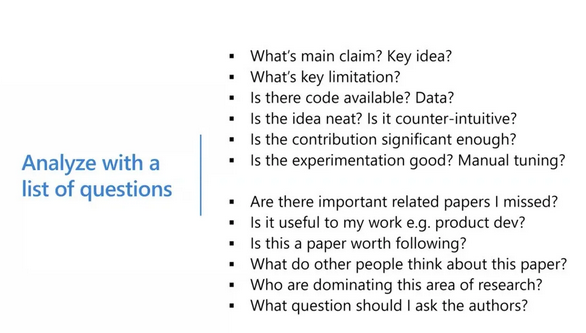 Analyze with a
list of questions
▪ What's main claim? Key idea?
▪ What's key limitation?
▪ Is there code available? Data?
▪ Is the idea neat? Is it counter-intuitive?
▪ Is the contribution significant enough?
▪ Is the experimentation good? Manual tuning?
▪ Are there important related papers I missed?
▪ Is it useful to my work e.g. product dev?
▪ Is this a paper worth following?
▪ What do other people think about this paper?
▪ Who are dominating this area of research?
▪ What question should I ask the authors?